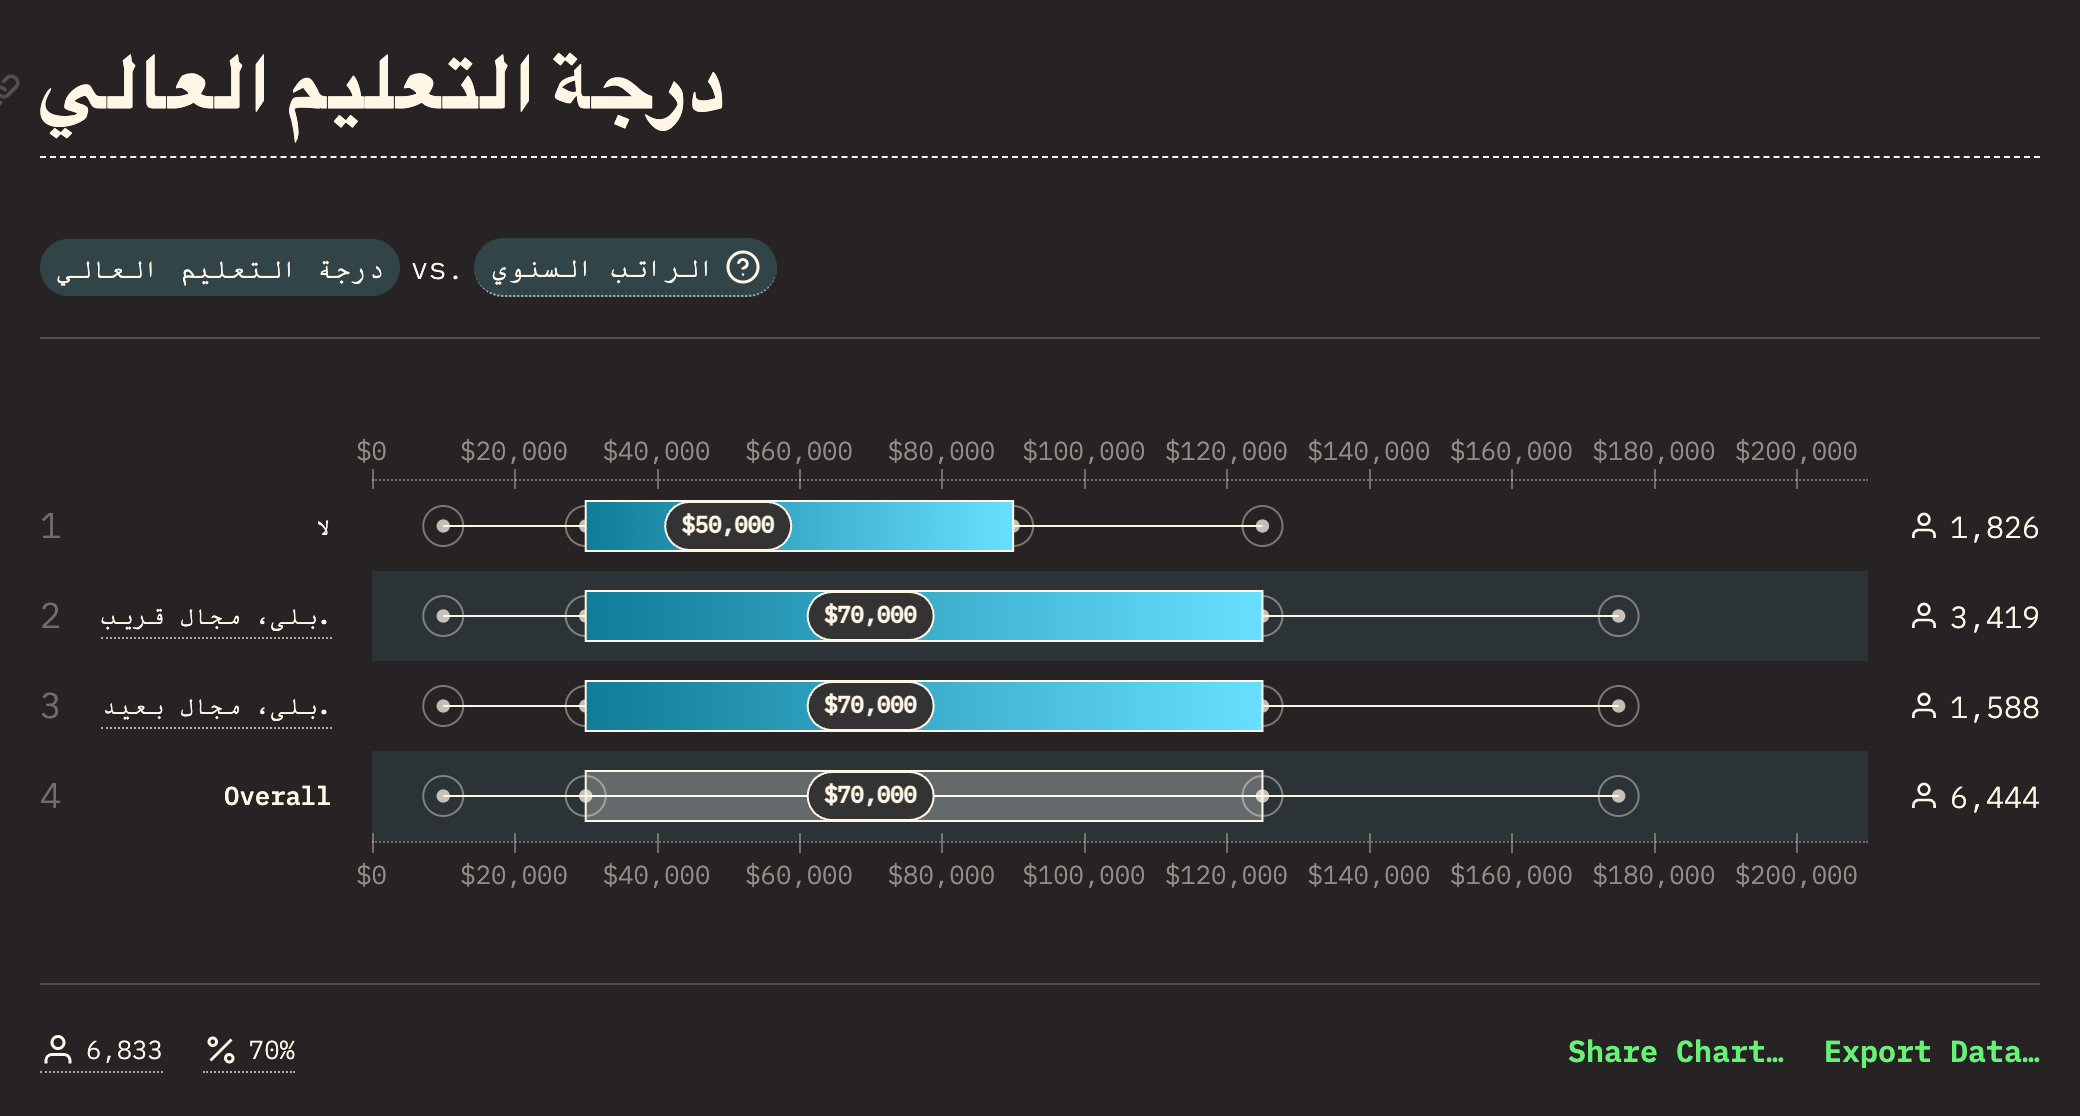 درجة التعليم العالي
درجة التعليم العالي vs. الراتب السنوي
$0 $20,000 $40,000 $60,000 $80,000 $100,000 $120,000 $140,000 $160,000 $180,000 $200,000
1 لا $50,000 1,826
2 بلى، مجال قريب. $70,000 3,419
3 بلى، مجال بعيد. $70,000 1,588
4 Overall $70,000 6,444
$0 $20,000 $40,000 $60,000 $80,000 $100,000 $120,000 $140,000 $160,000 $180,000 $200,000
6,833 70% Share Chart… Export Data…